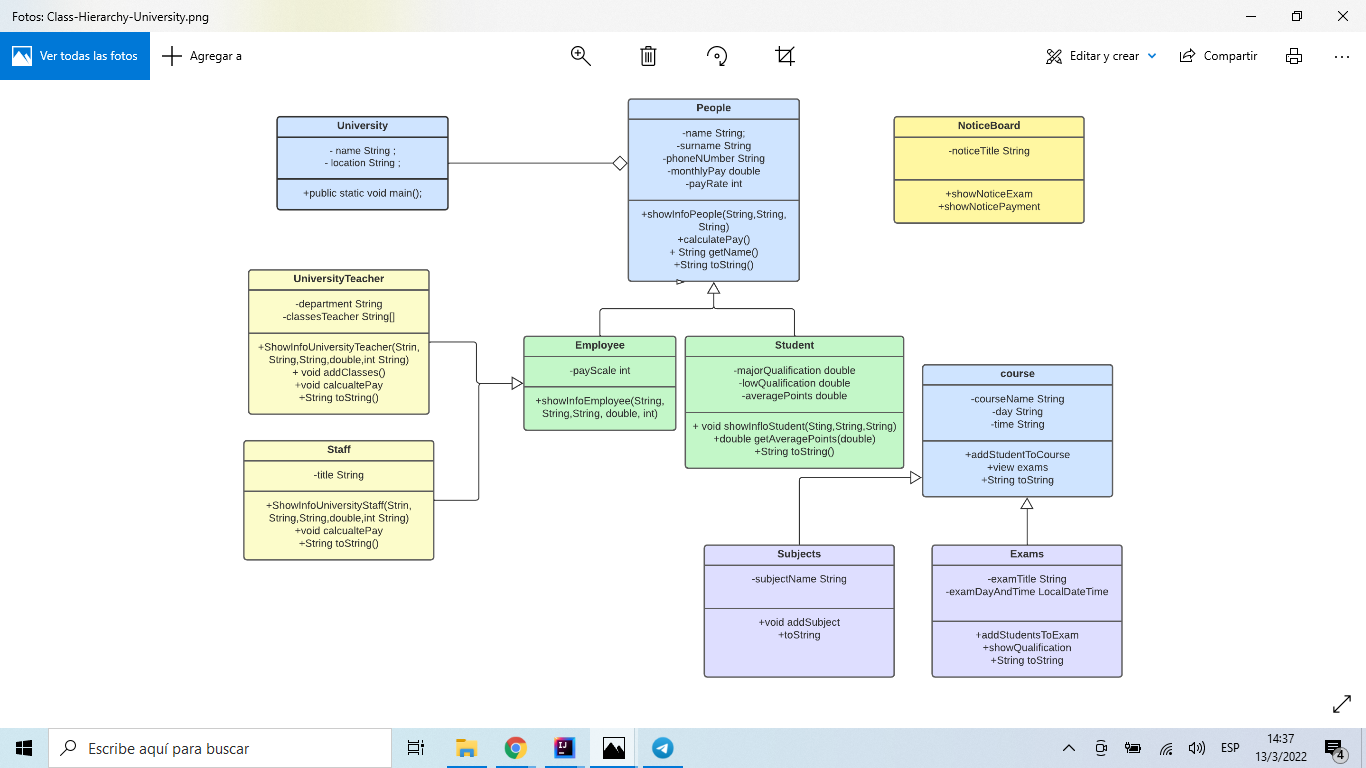 Fotos: Class-Hierarchy-University.png
Ver todas las fotos
Agregar a
Editar y crear
Compartir
University
- name String ;
- location String ;
+public static void main();
People
-name String;
-surname String
-phoneNUmber String
-monthlyPay double
-payRate int
+showInfoPeople(String,String,
String)
+calculatePay()
+ String getName()
+String toString()
NoticeBoard
-noticeTitle String
+showNoticeExam
+showNoticePayment
UniversityTeacher
-department String
-classesTeacher String[]
+ShowInfoUniversityTeacher(Strin,
String,String,double,int String)
+ void addClasses()
+void calcualtePay
+String toString()
Employee
-payScale int
+showInfoEmployee(String,
String,String, double, int)
Student
-majorQualification double
-lowQualification double
-averagePoints double
+ void showInfloStudent(Sting,String,String)
+double getAveragePoints(double)
+String toString()
course
-courseName String
-day String
-time String
+addStudentToCourse
+view exams
+String toString
Staff
-title String
+ShowInfoUniversityStaff(Strin,
String,String,double,int String)
+void calcualtePay
+String toString()
Subjects
-subjectName String
+void addSubject
+toString
Exams
-examTitle String
-examDayAndTime LocalDateTime
+addStudentsToExam
+showQualification
+String toString
Escribe aquí para buscar
ESP
14:37
13/3/2022
4